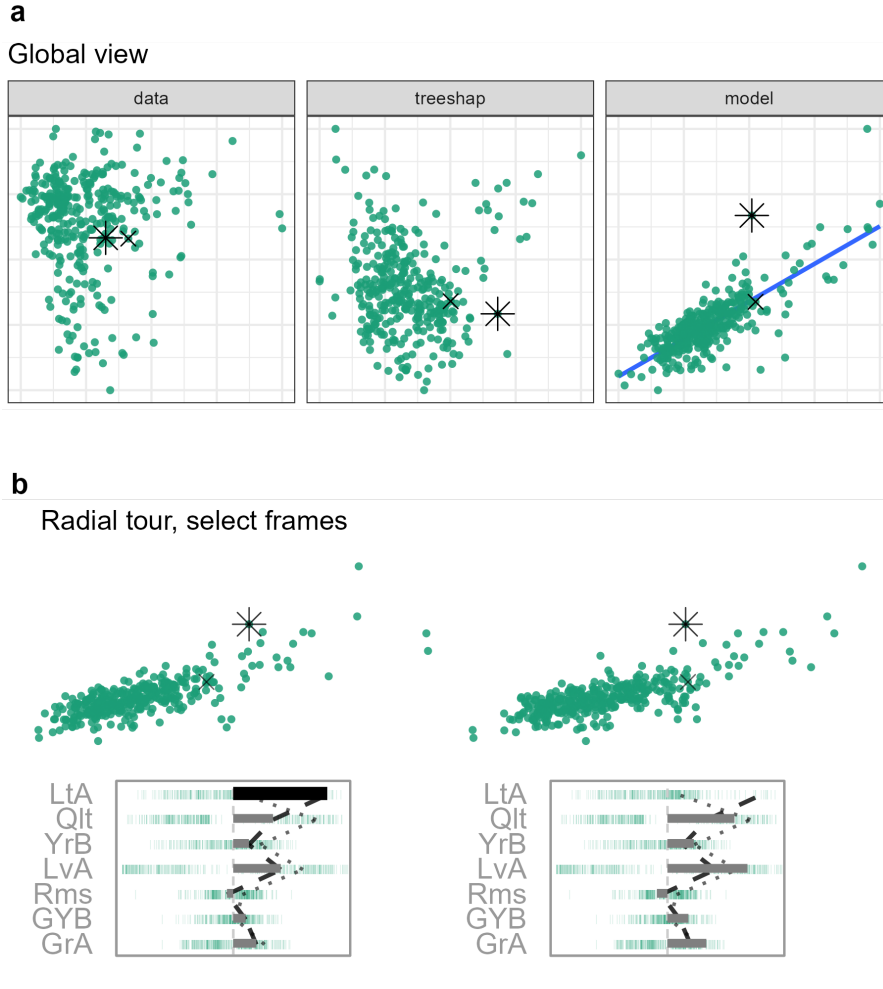 a
Global view
data treeshap model
b
Radial tour, select frames
LtA LtA
Qlt Qlt
YrB YrB
LvA LvA
Rms Rms
GYB GYB
GrA GrA